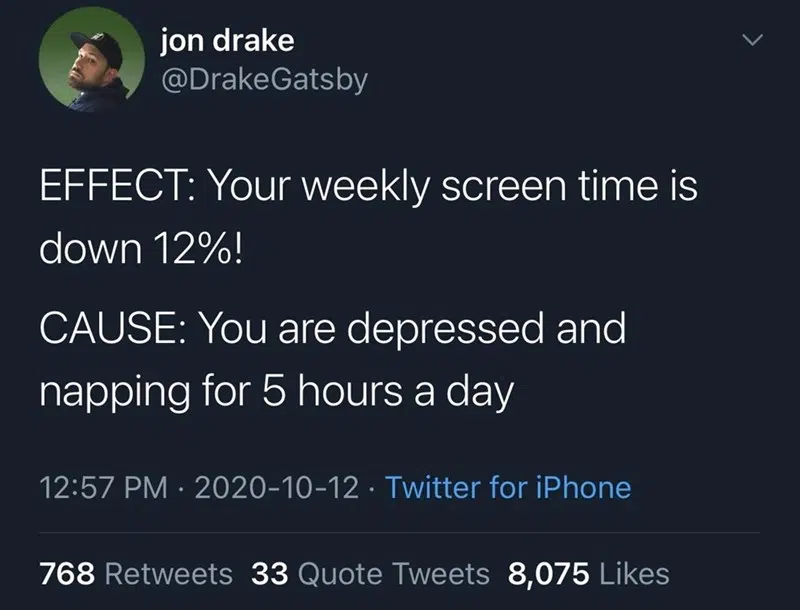 jon drake
@DrakeGatsby
EFFECT: Your weekly screen time is
down 12%!
CAUSE: You are depressed and
napping for 5 hours a day
12:57 PM · 2020-10-12 · Twitter for iPhone
768 Retweets 33 Quote Tweets 8,075 Likes